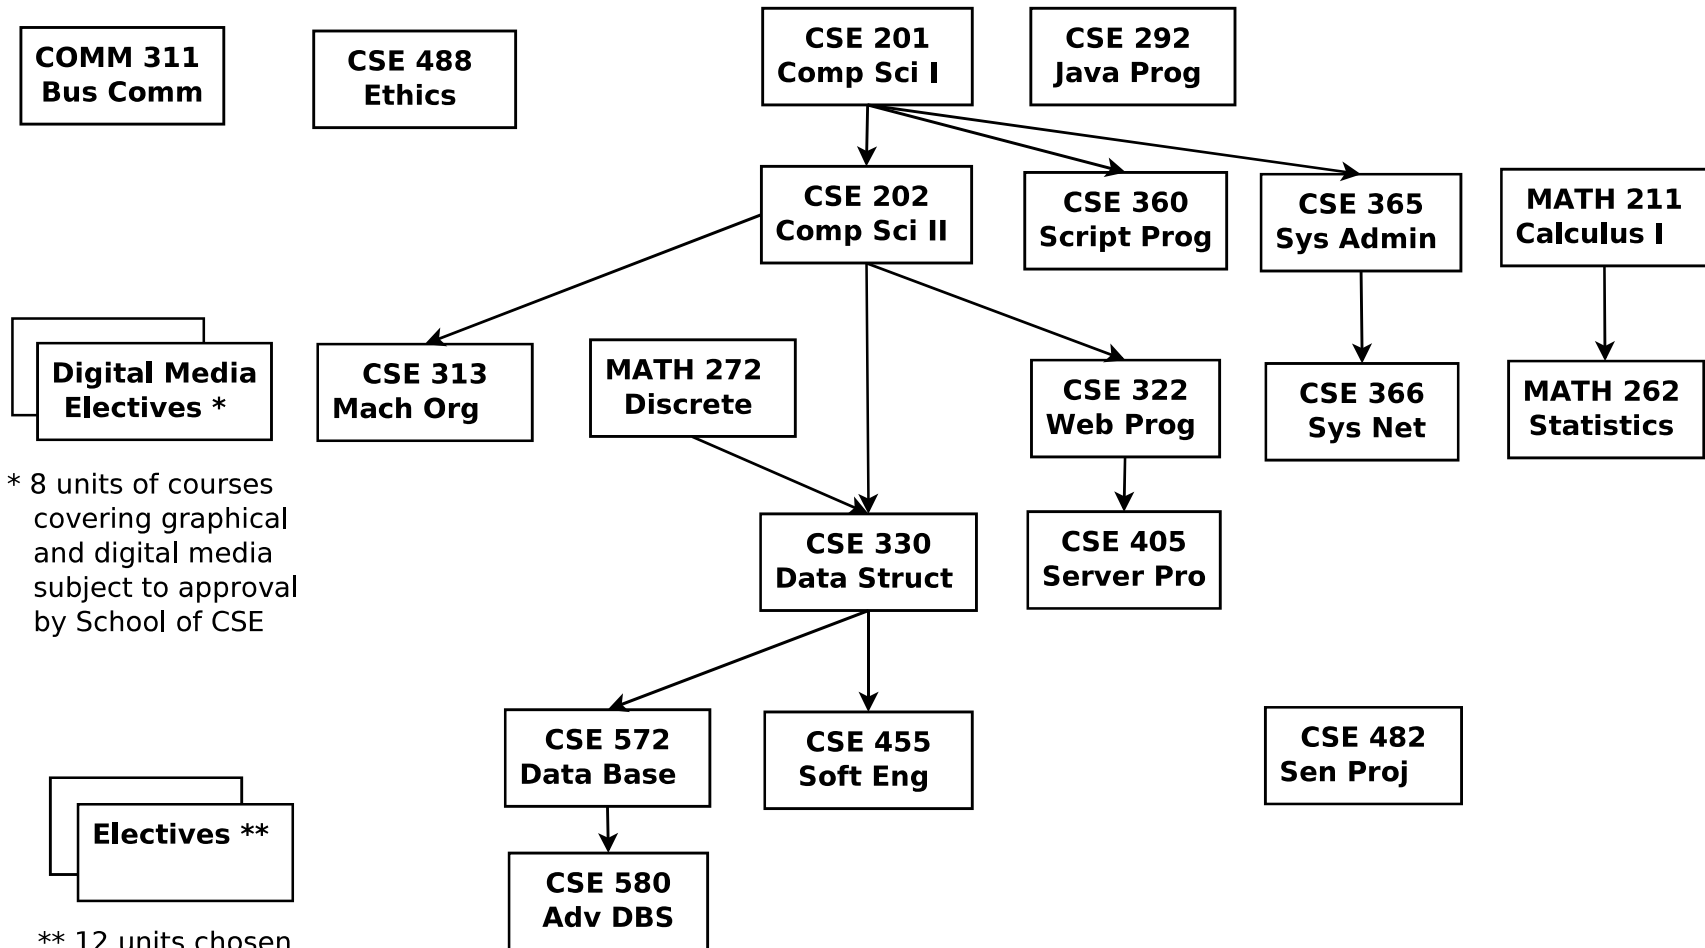 COMM 311
Bus Comm
CSE 488
Ethics
CSE 201
Comp Sci I
CSE 292
Java Prog
CSE 202
Comp Sci II
CSE 360
Script Prog
CSE 365
Sys Admin
MATH 211
Calculus I
Digital Media
Electives *
CSE 313
Mach Org
MATH 272
Discrete
CSE 322
Web Prog
CSE 366
Sys Net
MATH 262
Statistics
* 8 units of courses
covering graphical
and digital media
subject to approval
by School of CSE
CSE 330
Data Struct
CSE 405
Server Pro
CSE 572
Data Base
CSE 455
Soft Eng
CSE 482
Sen Proj
Electives **
CSE 580
Adv DBS
** 12 units chosen